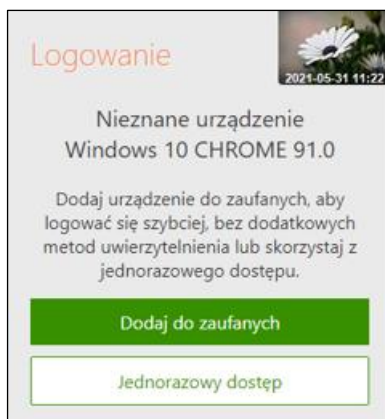 Logowanie
2021-05-31 11:22
Nieznane urządzenie
Windows 10 CHROME 91.0
Dodaj urządzenie do zaufanych, aby
logować się szybciej, bez dodatkowych
metod uwierzytelnienia lub skorzystaj z
jednorazowego dostępu.
Dodaj do zaufanych
Jednorazowy dostęp